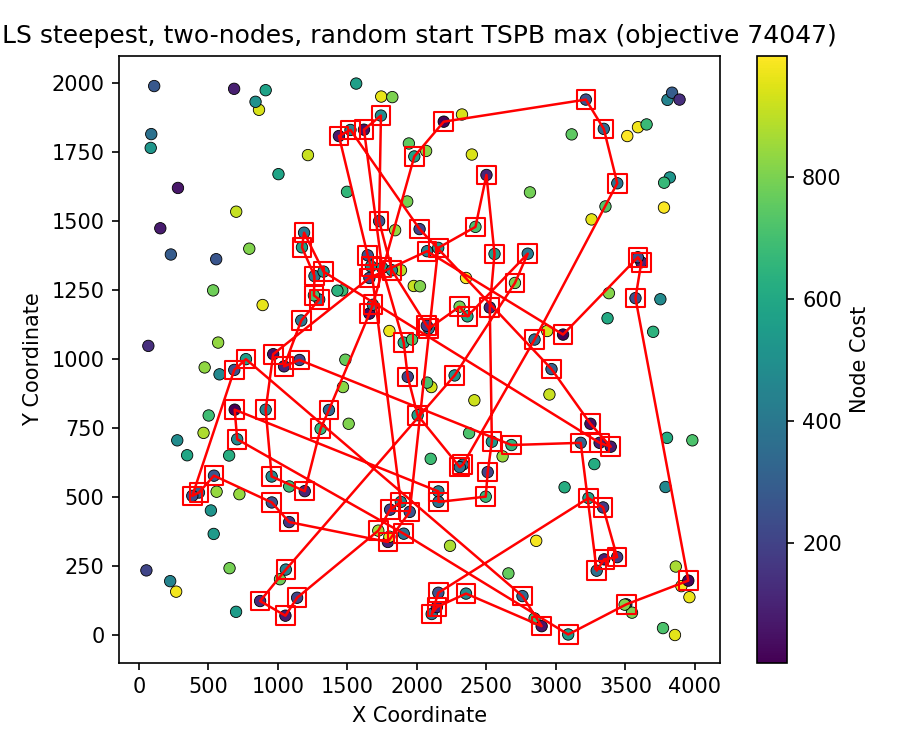 LS steepest, two-nodes, random start TSPB max (objective 74047)
2000
1750
1500
1250
1000
750
500
250
0
Y Coordinate
0 500 1000 1500 2000 2500 3000 3500 4000
X Coordinate
800
600
400
200
Node Cost